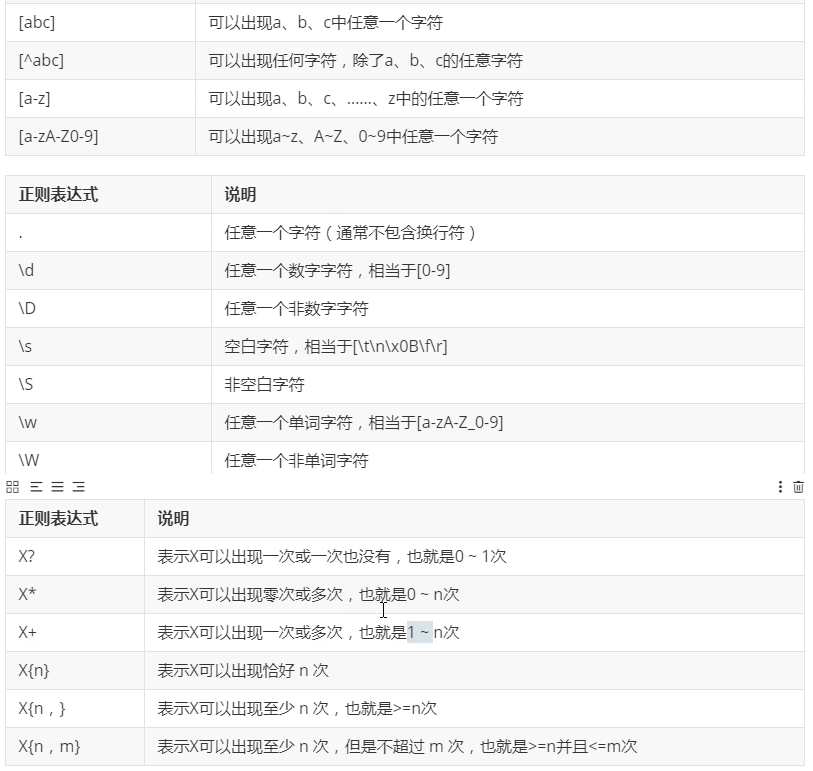 [abc] 可以出现a、b、c中任意一个字符
[^abc] 可以出现任何字符，除了a、b、c的任意字符
[a-z] 可以出现a、b、c、……、z中的任意一个字符
[a-zA-Z0-9] 可以出现a~z、A~Z、0~9中任意一个字符
正则表达式 说明
. 任意一个字符（通常不包含换行符）
\d 任意一个数字字符，相当于[0-9]
\D 任意一个非数字字符
\s 空白字符，相当于[\t\n\x0B\f\r]
\S 非空白字符
\w 任意一个单词字符，相当于[a-zA-Z_0-9]
\W 任意一个非单词字符
正则表达式 说明
X? 表示X可以出现一次或一次也没有，也就是0 ~ 1次
X* 表示X可以出现零次或多次，也就是0 ~ n次
X+ 表示X可以出现一次或多次，也就是1 ~ n次
X{n} 表示X可以出现恰好 n 次
X{n，} 表示X可以出现至少 n 次，也就是>=n次
X{n，m} 表示X可以出现至少 n 次，但是不超过 m 次，也就是>=n并且<=m次